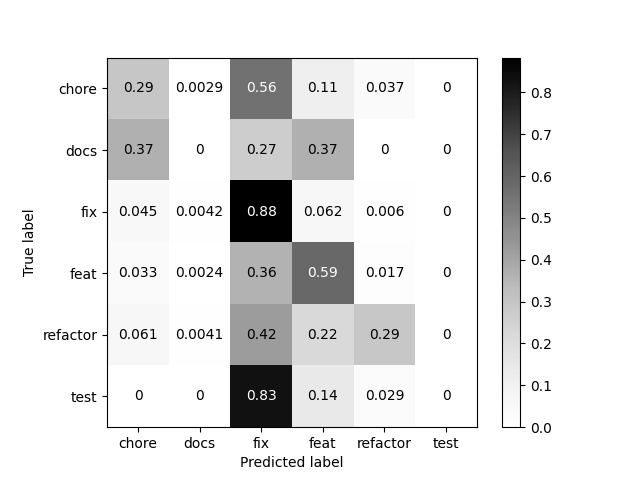 chore 0.29 0.0029 0.56 0.11 0.037 0
docs 0.37 0 0.27 0.37 0 0
fix 0.045 0.0042 0.88 0.062 0.006 0
feat 0.033 0.0024 0.36 0.59 0.017 0
refactor 0.061 0.0041 0.42 0.22 0.29 0
test 0 0 0.83 0.14 0.029 0
chore docs fix feat refactor test
Predicted label
True label
0.8
0.7
0.6
0.5
0.4
0.3
0.2
0.1
0.0